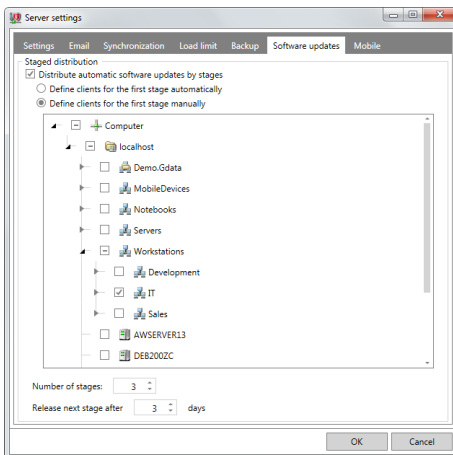 Server settings
Settings Email Synchronization Load limit Backup Software updates Mobile
Staged distribution
Distribute automatic software updates by stages
Define clients for the first stage automatically
Define clients for the first stage manually
Computer
localhost
Demo.Gdata
MobileDevices
Notebooks
Servers
Workstations
Development
IT
Sales
AWSERVER13
DEB200ZC
Number of stages: 3
Release next stage after 3 days
OK Cancel